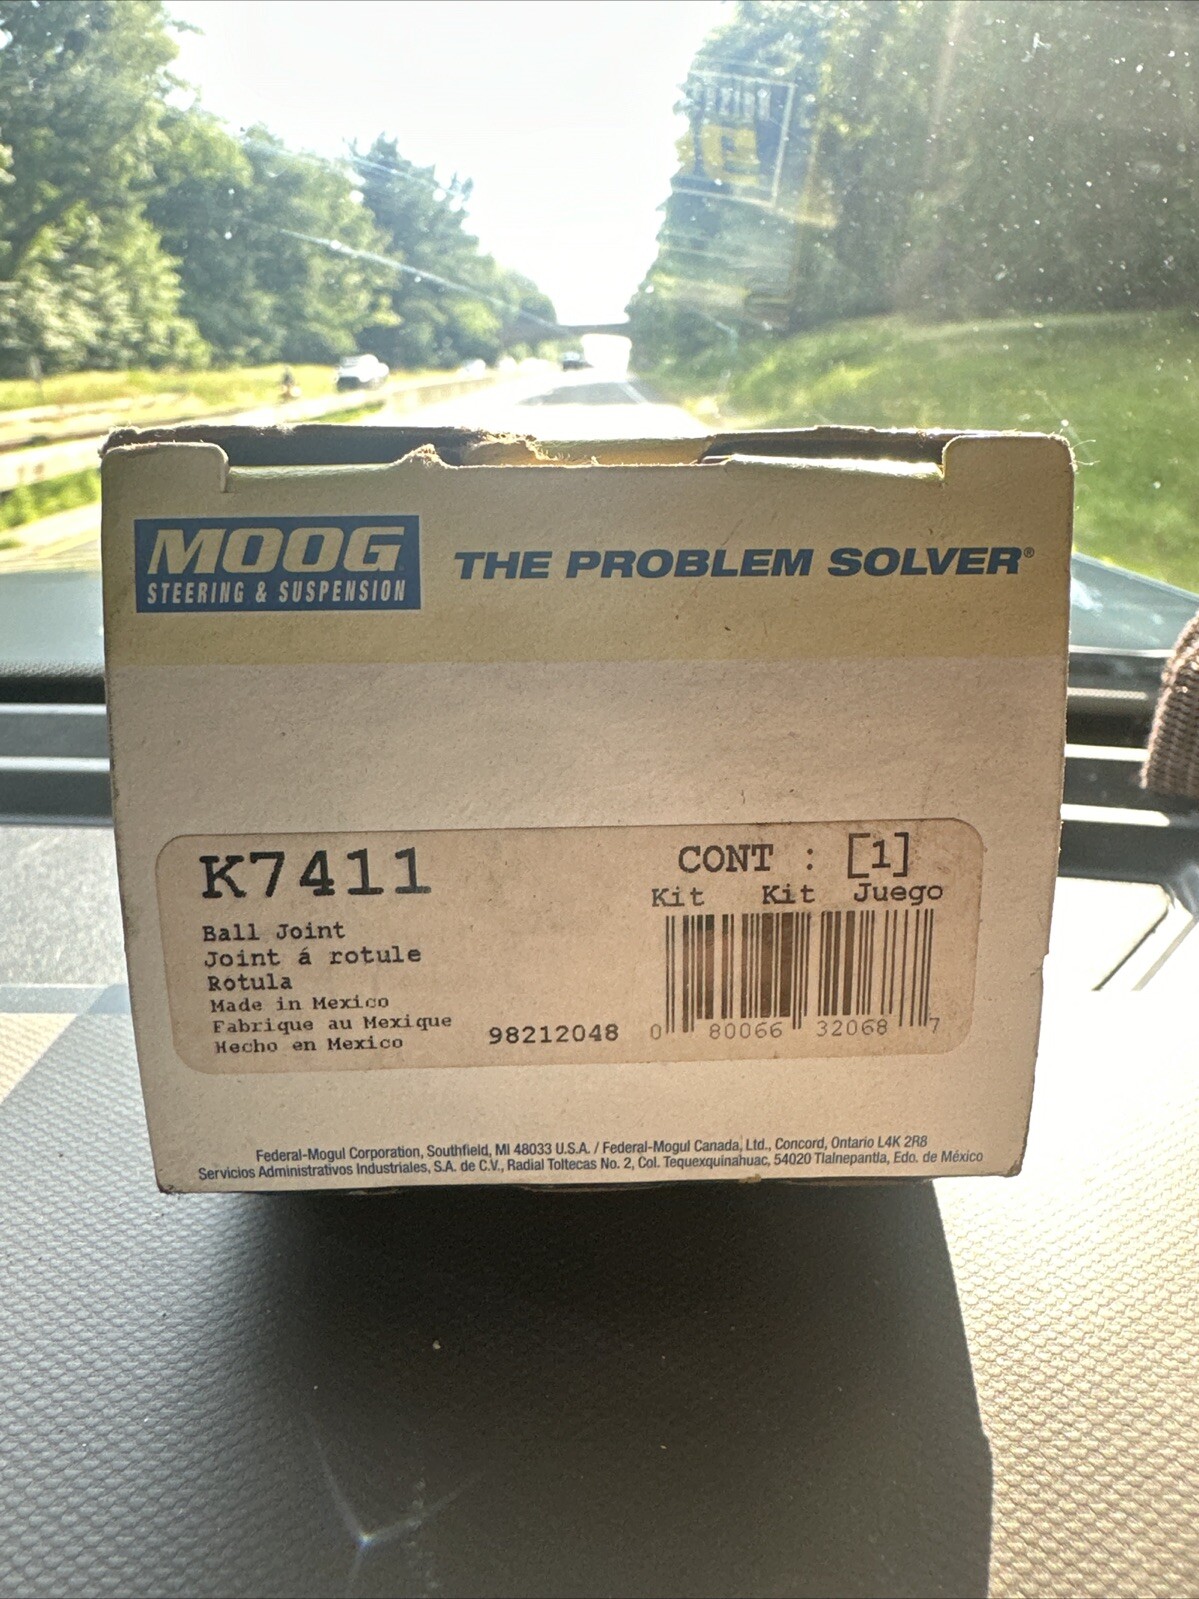 MOOG
STEERING & SUSPENSION
THE PROBLEM SOLVER®
K7411
Ball Joint
Joint á rotule
Rotula
Made in Mexico
Fabrique au Mexique
Hecho en Mexico
98212048
CONT : [1]
Kit Kit Juego
0 80066 32068 7
Federal-Mogul Corporation, Southfield, MI 48033 U.S.A. / Federal-Mogul Canada, Ltd., Concord, Ontario L4K 2R8
Servicios Administrativos Industriales, S.A. de C.V., Radial Toltecas No. 2, Col. Tequexquinahuac, 54020 Tlalnepantla, Edo. de México